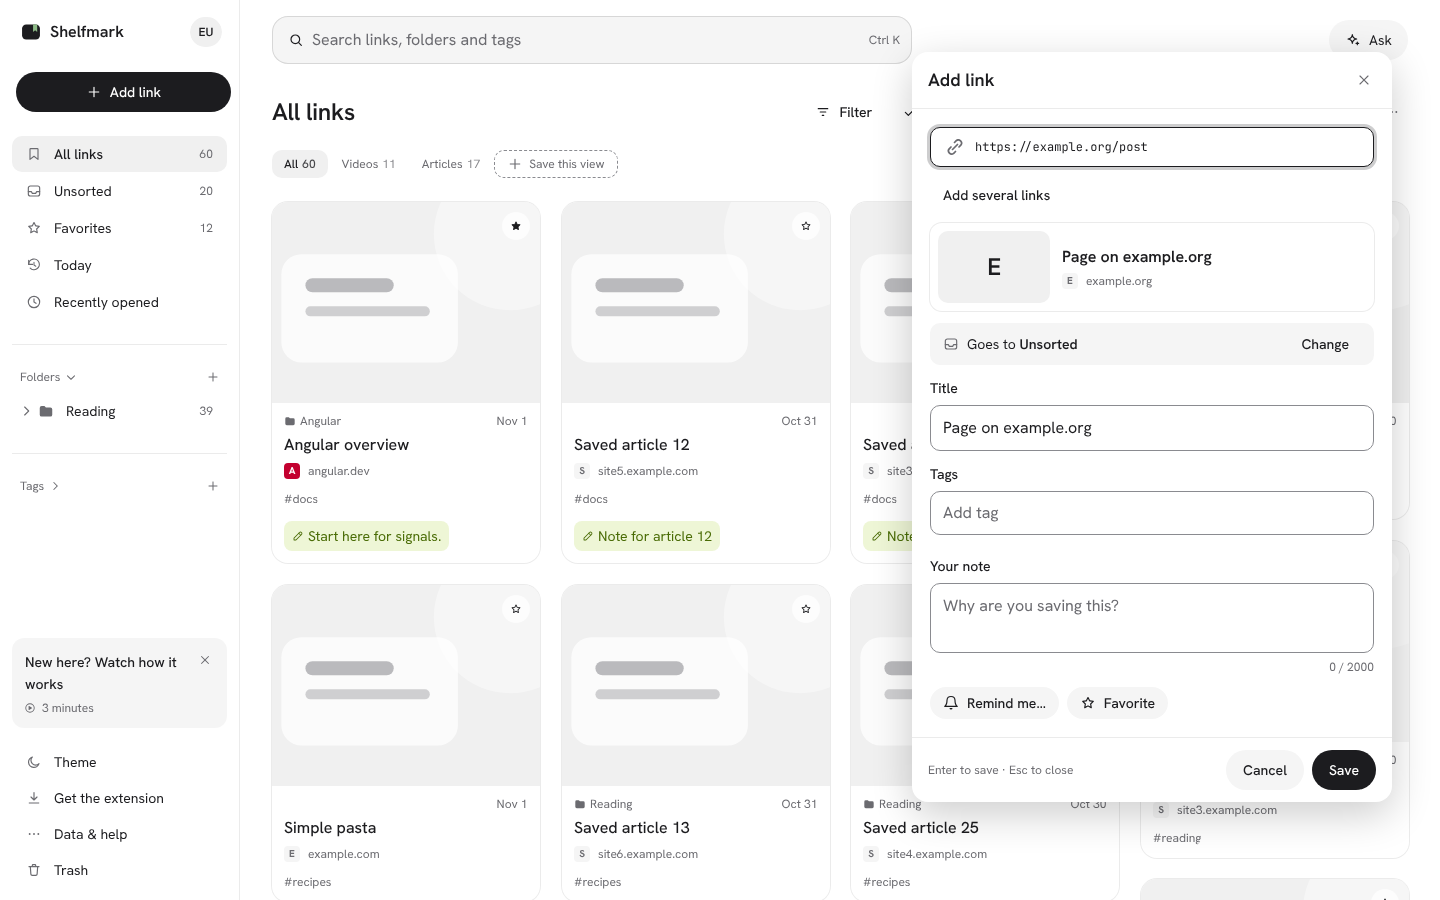 Shelfmark
EU
Add link
All links 60
Unsorted 20
Favorites 12
Today
Recently opened
Folders
Reading 39
Tags
New here? Watch how it
works
3 minutes
Theme
Get the extension
Data & help
Trash
Search links, folders and tags
Ctrl K
Ask
All links
Filter
All 60
Videos 11
Articles 17
Save this view
Angular
Nov 1
Angular overview
A
angular.dev
#docs
Start here for signals.
Oct 31
Saved article 12
S
site5.example.com
#docs
Note for article 12
Saved
S
#docs
Nov 1
Simple pasta
E
example.com
#recipes
Reading
Oct 31
Saved article 13
S
site6.example.com
#recipes
Reading
Oct 30
Saved article 25
S
site4.example.com
#recipes
S
site3.example.com
#reading
Add link
https://example.org/post
Add several links
E
Page on example.org
E
example.org
Goes to Unsorted
Change
Title
Page on example.org
Tags
Add tag
Your note
Why are you saving this?
0 / 2000
Remind me...
Favorite
Enter to save · Esc to close
Cancel
Save